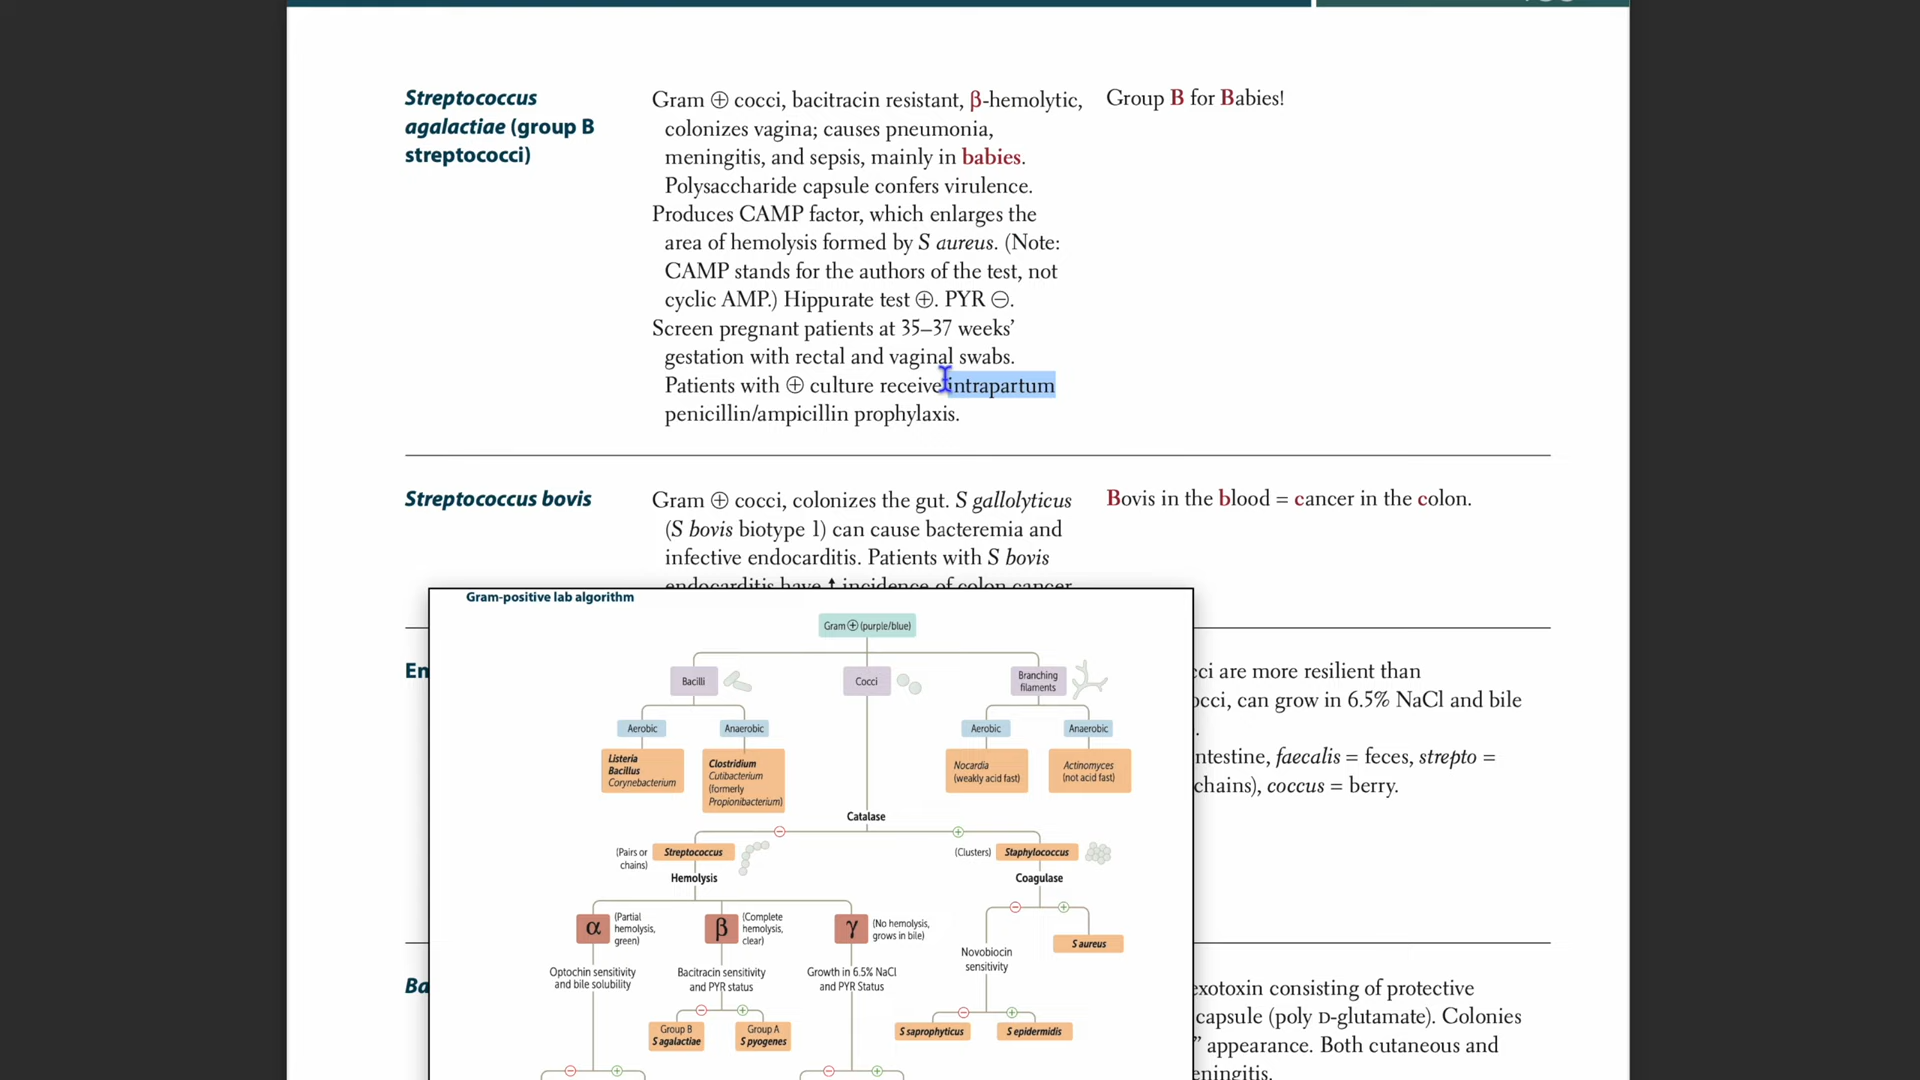 Streptococcus
agalactiae (group B
streptococci)
Gram ⊕ cocci, bacitracin resistant, β-hemolytic,
colonizes vagina; causes pneumonia,
meningitis, and sepsis, mainly in babies.
Polysaccharide capsule confers virulence.
Produces CAMP factor, which enlarges the
area of hemolysis formed by S aureus. (Note:
CAMP stands for the authors of the test, not
cyclic AMP.) Hippurate test ⊕. PYR ⊖.
Screen pregnant patients at 35–37 weeks’
gestation with rectal and vaginal swabs.
Patients with ⊕ culture receive intrapartum
penicillin/ampicillin prophylaxis.
Group B for Babies!
Streptococcus bovis
Gram ⊕ cocci, colonizes the gut. S gallolyticus
(S bovis biotype 1) can cause bacteremia and
infective endocarditis. Patients with S bovis
endocarditis have ↑ incidence of colon cancer
Bovis in the blood = cancer in the colon.
En
cci are more resilient than
occi, can grow in 6.5% NaCl and bile
.
ntestine, faecalis = feces, strepto =
chains), coccus = berry.
Ba
exotoxin consisting of protective
capsule (poly D-glutamate). Colonies
” appearance. Both cutaneous and
eningitis.
Gram-positive lab algorithm
Gram ⊕ (purple/blue)
Bacilli
Cocci
Branching
filaments
Aerobic
Anaerobic
Aerobic
Anaerobic
Listeria
Bacillus
Corynebacterium
Clostridium
Cutibacterium
(formerly
Propionibacterium)
Nocardia
(weakly acid fast)
Actinomyces
(not acid fast)
Catalase
(Pairs or
chains)
Streptococcus
(Clusters)
Staphylococcus
Hemolysis
Coagulase
α
(Partial
hemolysis,
green)
β
(Complete
hemolysis,
clear)
γ
(No hemolysis,
grows in bile)
S aureus
Novobiocin
sensitivity
Optochin sensitivity
and bile solubility
Bacitracin sensitivity
and PYR status
Growth in 6.5% NaCl
and PYR Status
Group B
S agalactiae
Group A
S pyogenes
S saprophyticus
S epidermidis